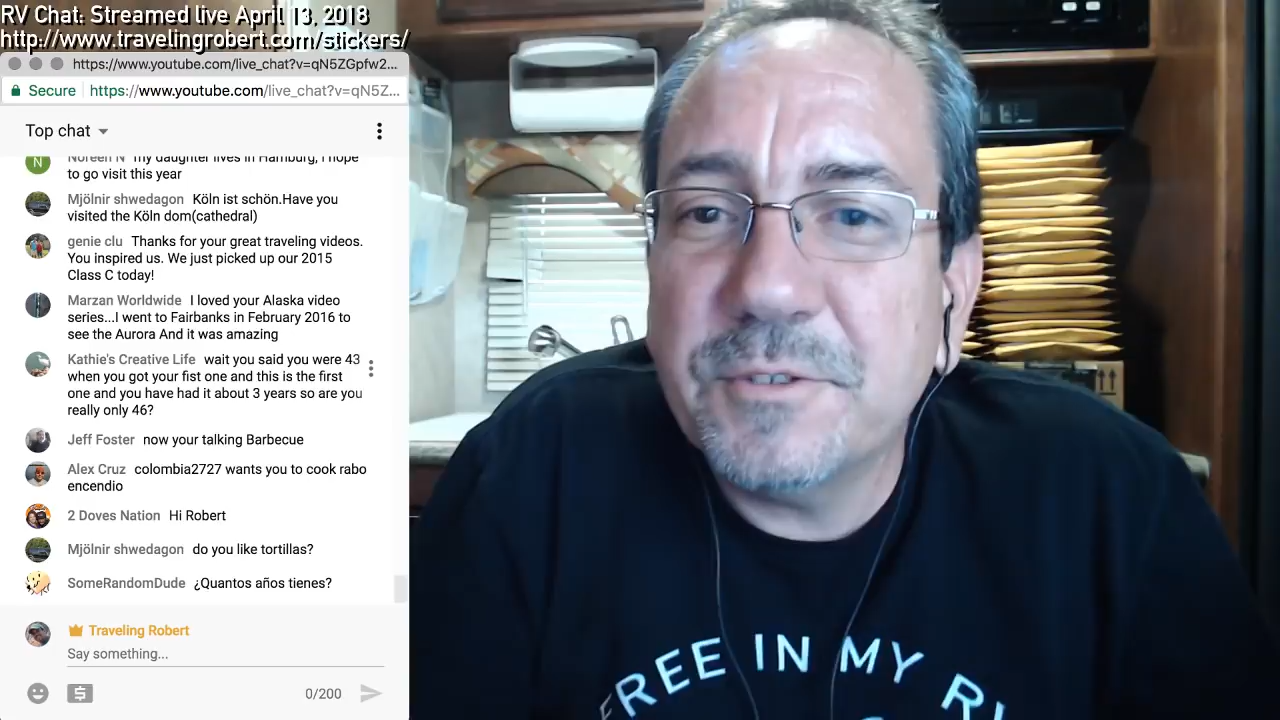 RV Chat: Streamed live April 13, 2018
http://www.travelingrobert.com/stickers/
https://www.youtube.com/live_chat?v=qN5ZGpfw2...
Secure https://www.youtube.com/live_chat?v=qN5Z...
Top chat
N Noreen N my daughter lives in Hamburg, I hope
to go visit this year
Mjölnir shwedagon Köln ist schön.Have you
visited the Köln dom(cathedral)
genie clu Thanks for your great traveling videos.
You inspired us. We just picked up our 2015
Class C today!
Marzan Worldwide I loved your Alaska video
series...I went to Fairbanks in February 2016 to
see the Aurora And it was amazing
Kathie's Creative Life wait you said you were 43
when you got your fist one and this is the first
one and you have had it about 3 years so are you
really only 46?
Jeff Foster now your talking Barbecue
Alex Cruz colombia2727 wants you to cook rabo
encendio
2 Doves Nation Hi Robert
Mjölnir shwedagon do you like tortillas?
SomeRandomDude ¿Quantos años tienes?
Traveling Robert
Say something...
0/200
FREE IN MY RV